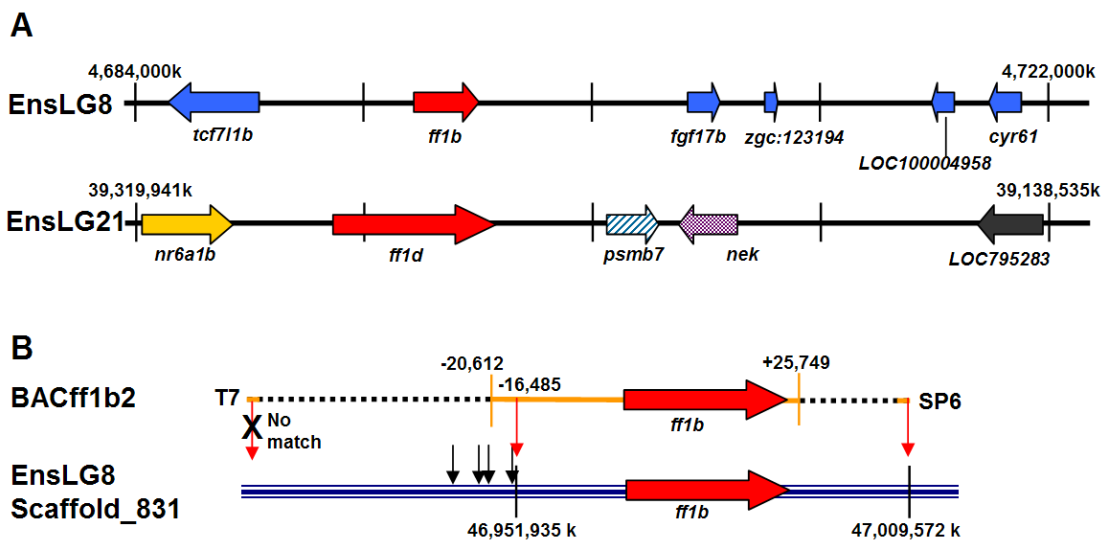 A
4,684,000k
4,722,000k
EnsLG8
tcf7l1b
ff1b
fgf17b
zgc:123194
LOC100004958
cyr61
39,319,941k
39,138,535k
EnsLG21
nr6a1b
ff1d
psmb7
nek
LOC795283
B
BACff1b2
T7
-20,612
-16,485
+25,749
SP6
ff1b
X No
match
EnsLG8
Scaffold_831
ff1b
46,951,935 k
47,009,572 k